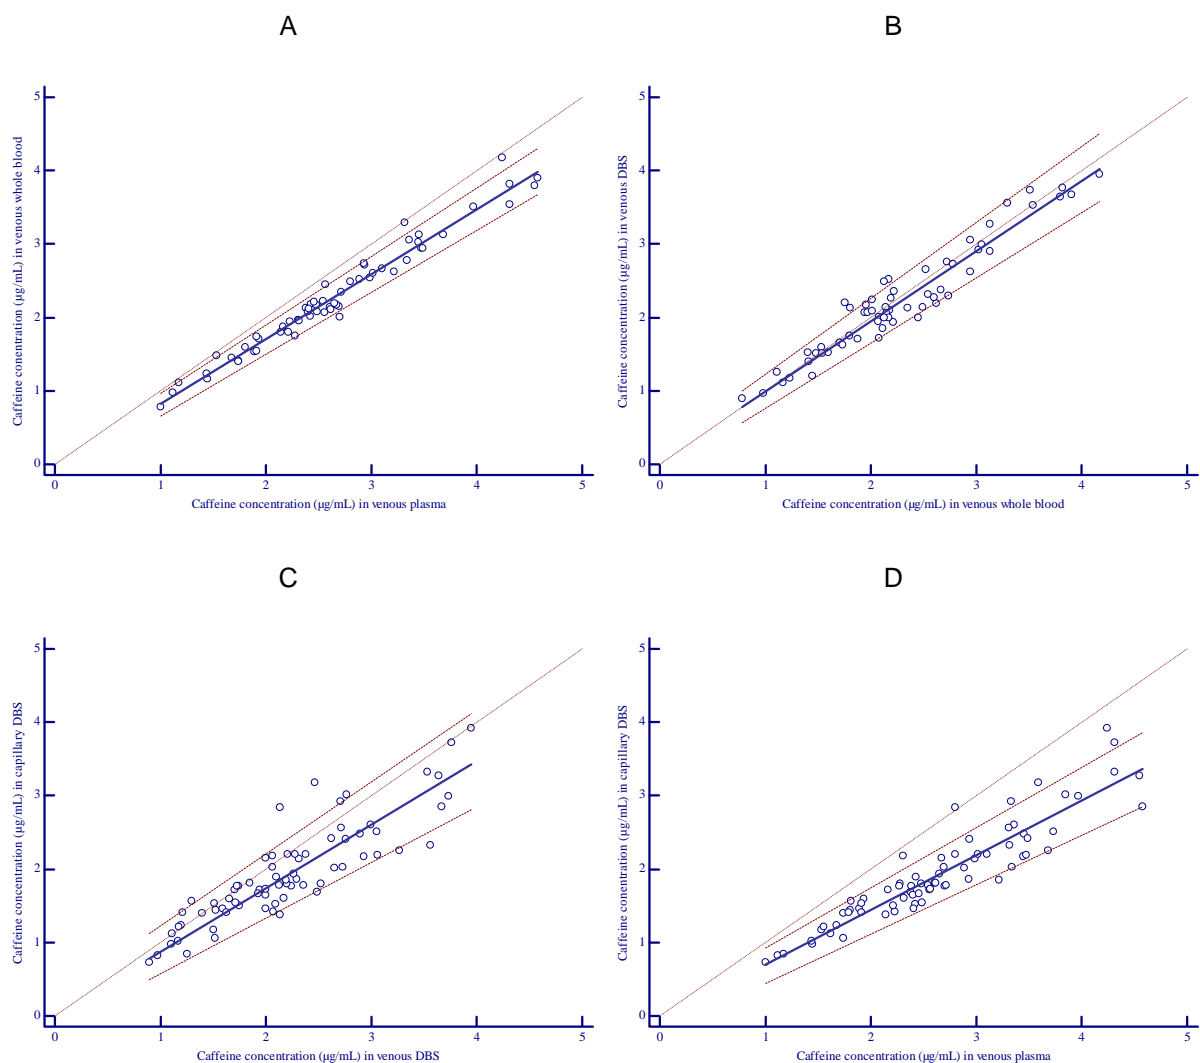 A
B
5
4
3
2
1
0
Caffeine concentration (µg/mL) in venous whole blood
0 1 2 3 4 5
Caffeine concentration (µg/mL) in venous plasma
5
4
3
2
1
0
Caffeine concentration (µg/mL) in venous DBS
0 1 2 3 4 5
Caffeine concentration (µg/mL) in venous whole blood
C
D
5
4
3
2
1
0
Caffeine concentration (µg/mL) in capillary DBS
0 1 2 3 4 5
Caffeine concentration (µg/mL) in venous DBS
5
4
3
2
1
0
Caffeine concentration (µg/mL) in capillary DBS
0 1 2 3 4 5
Caffeine concentration (µg/mL) in venous plasma